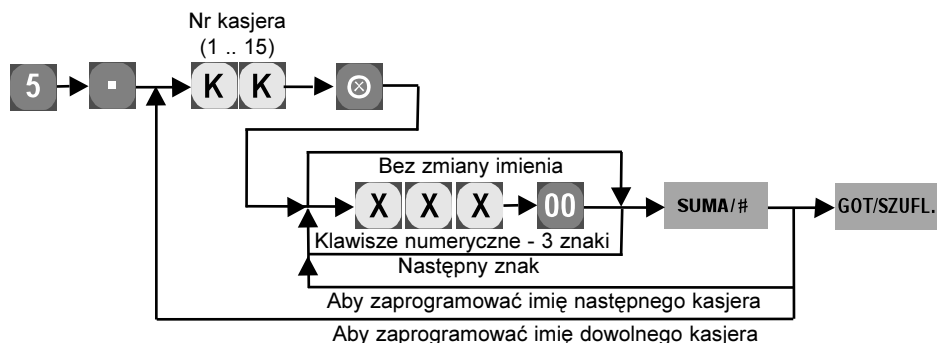 Nr kasjera
(1 .. 15)
5 . K K ⊗
Bez zmiany imienia
X X X 00 SUMA/# GOT/SZUFL.
Klawisze numeryczne - 3 znaki
Następny znak
Aby zaprogramować imię następnego kasjera
Aby zaprogramować imię dowolnego kasjera